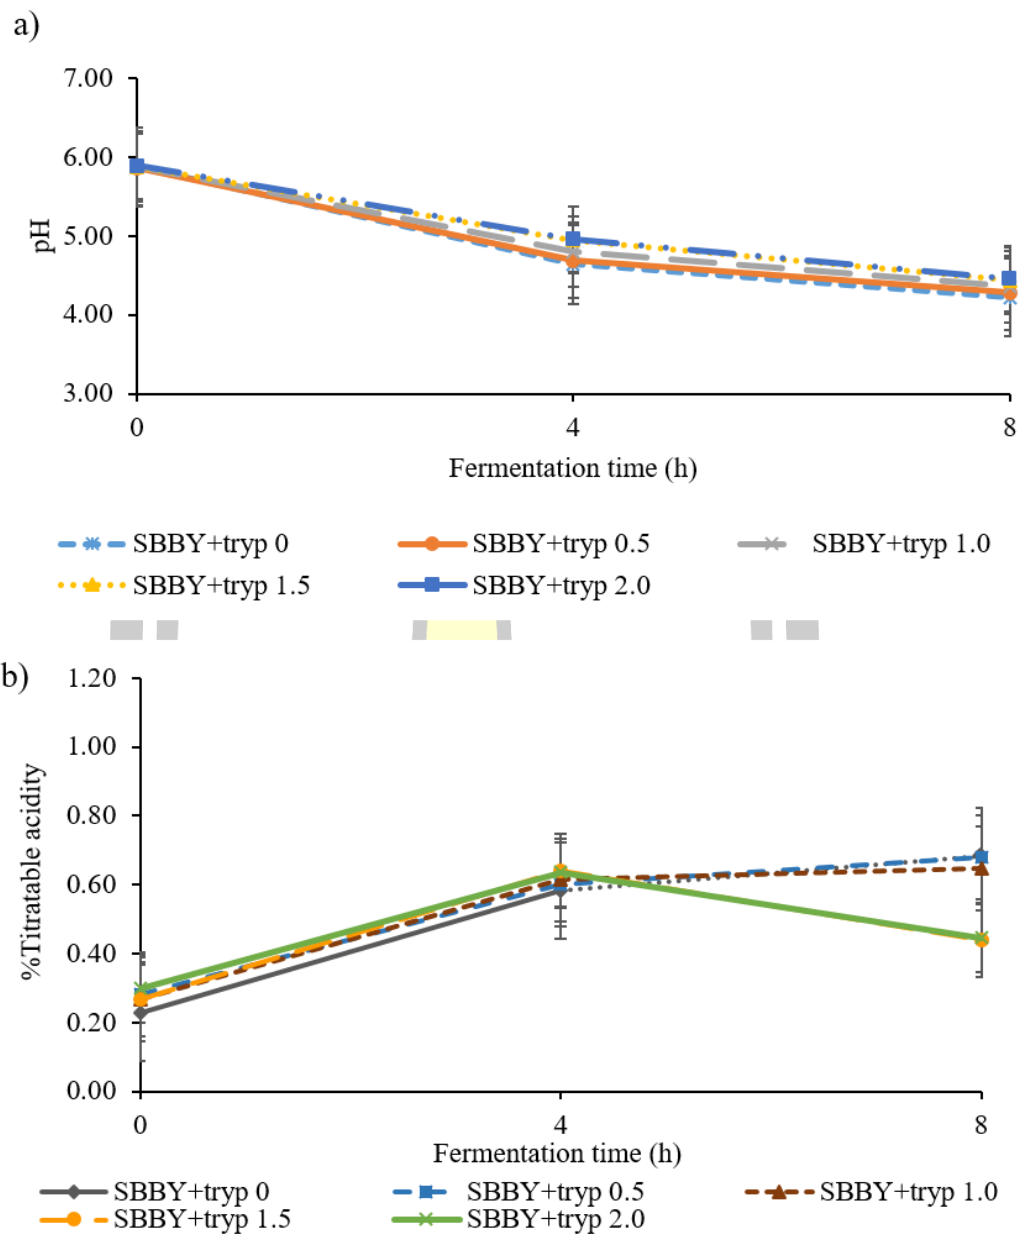 a)
7.00
6.00
5.00
4.00
3.00
pH
0 4 8
Fermentation time (h)
SBBY+tryp 0 SBBY+tryp 0.5 SBBY+tryp 1.0
SBBY+tryp 1.5 SBBY+tryp 2.0
b)
1.20
1.00
0.80
0.60
0.40
0.20
0.00
%Titratable acidity
0 4 8
Fermentation time (h)
SBBY+tryp 0 SBBY+tryp 0.5 SBBY+tryp 1.0
SBBY+tryp 1.5 SBBY+tryp 2.0